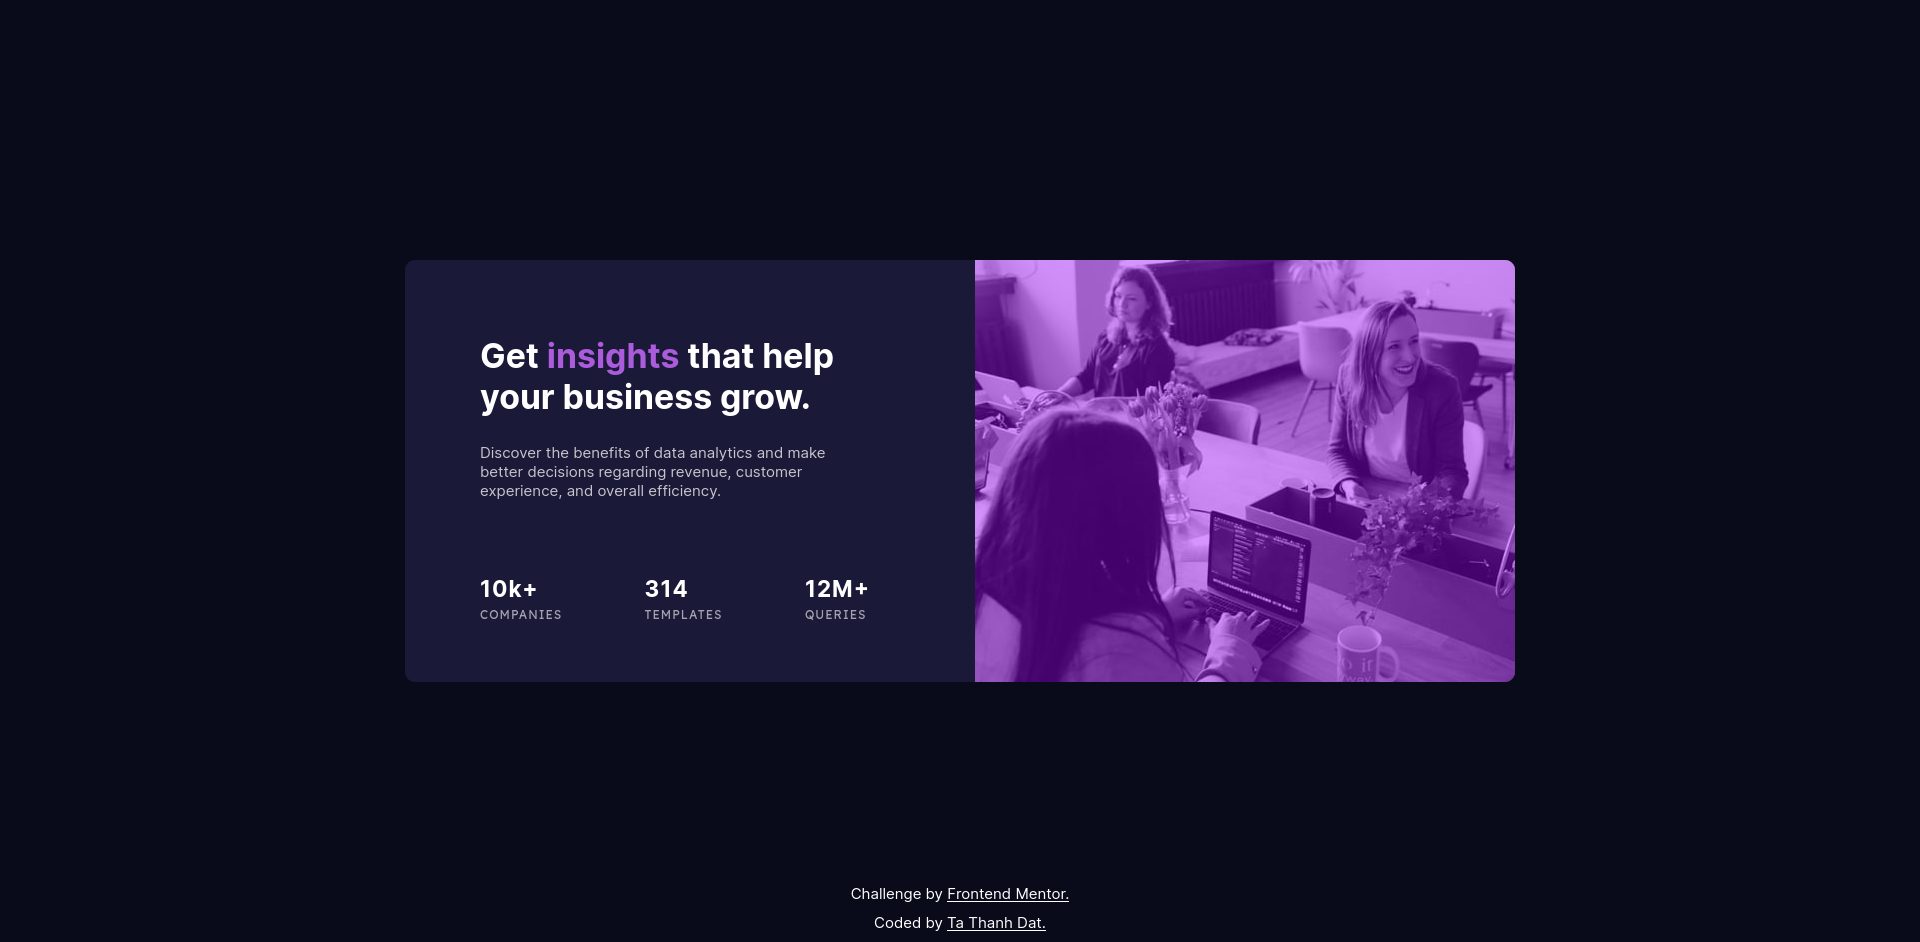 Get insights that help
your business grow.
Discover the benefits of data analytics and make
better decisions regarding revenue, customer
experience, and overall efficiency.
10k+
COMPANIES
314
TEMPLATES
12M+
QUERIES
Challenge by Frontend Mentor.
Coded by Ta Thanh Dat.